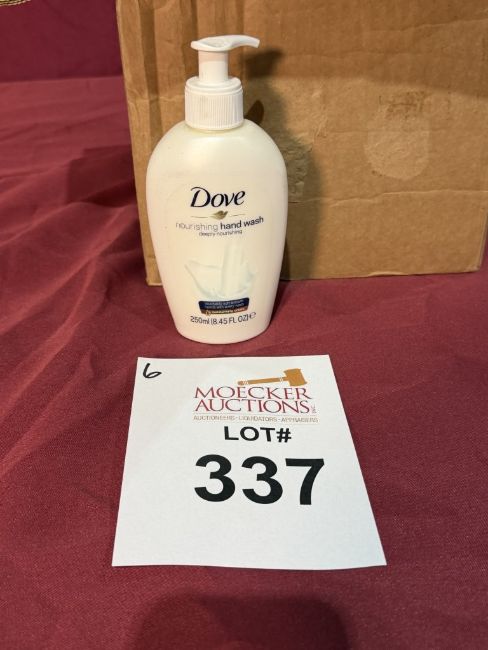 Dove
nourishing hand wash
deeply nourishing
250ml (8.45 FL OZ) e
6
MOECKER
AUCTIONS INC
AUCTIONEERS · LIQUIDATORS · APPRAISERS
LOT#
337